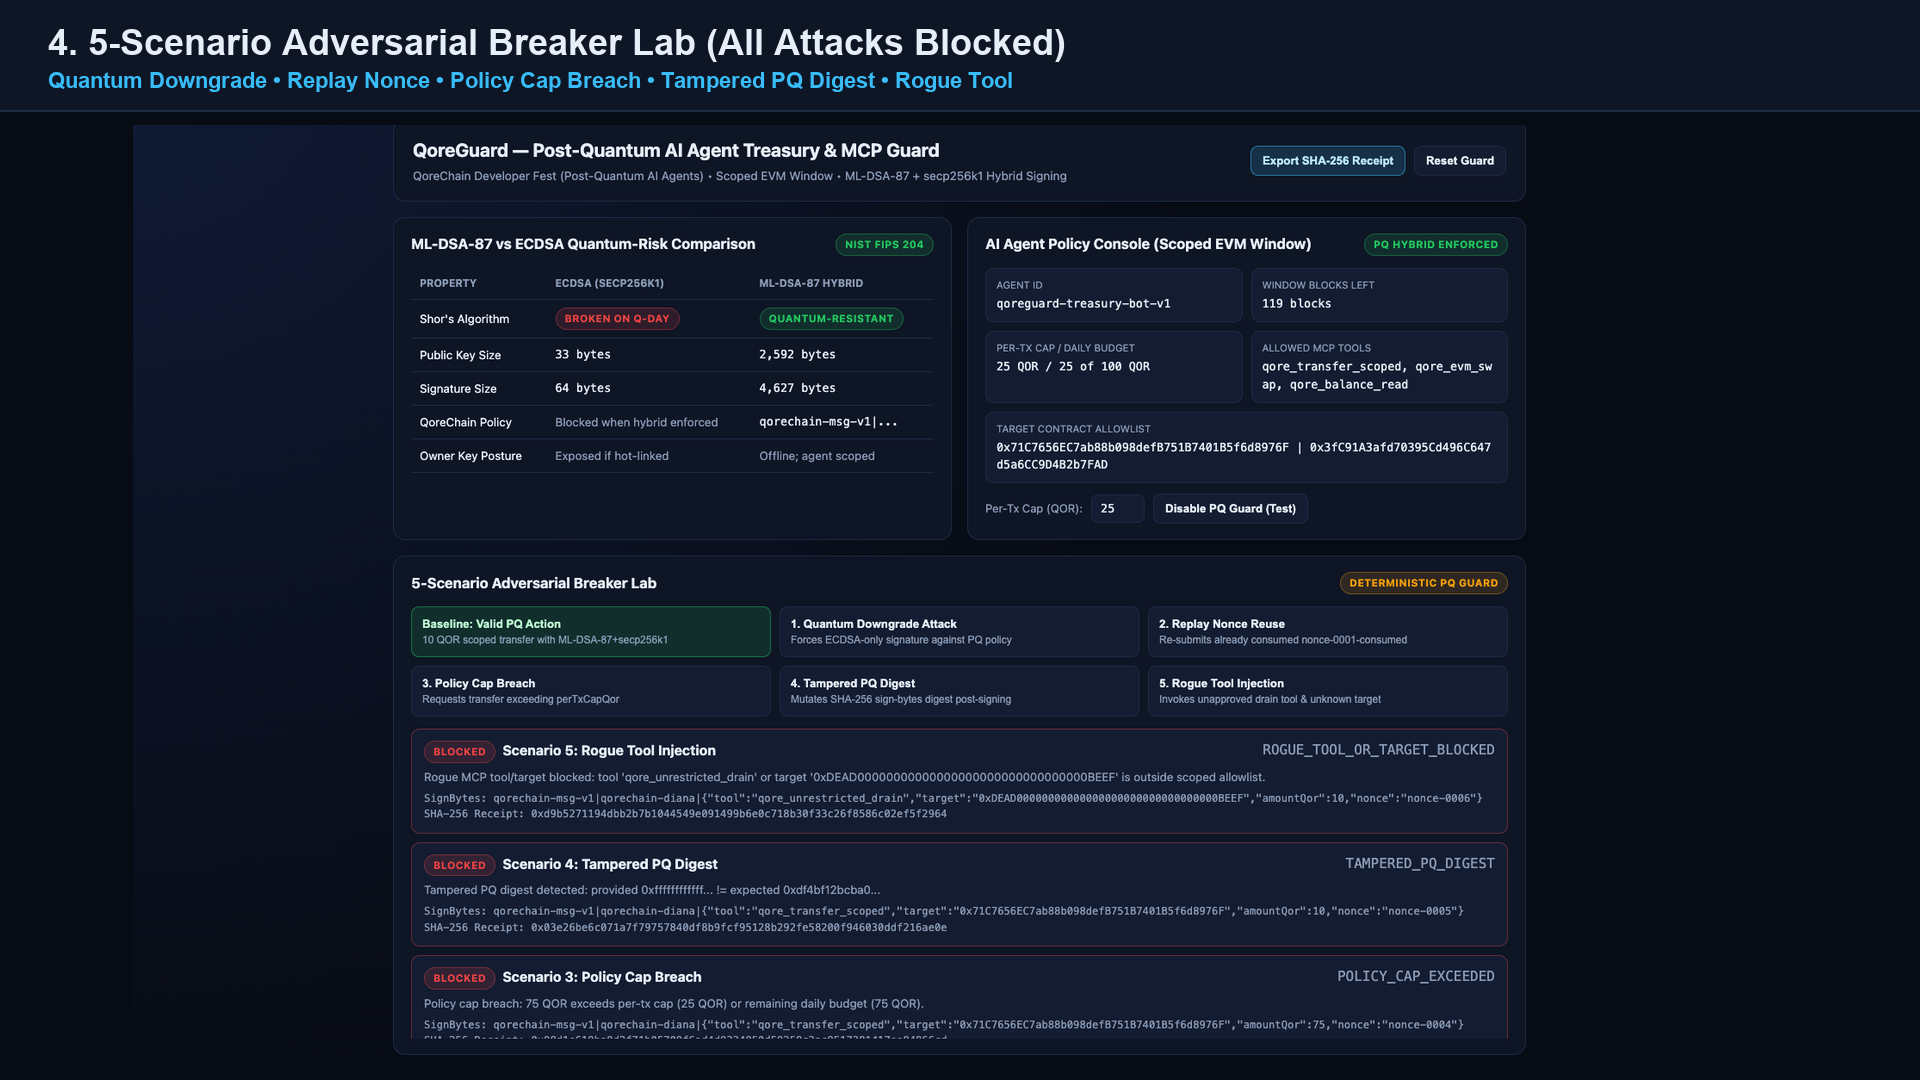 4. 5-Scenario Adversarial Breaker Lab (All Attacks Blocked)
Quantum Downgrade • Replay Nonce • Policy Cap Breach • Tampered PQ Digest • Rogue Tool
QoreGuard — Post-Quantum AI Agent Treasury & MCP Guard
QoreChain Developer Fest (Post-Quantum AI Agents) • Scoped EVM Window • ML-DSA-87 + secp256k1 Hybrid Signing
Export SHA-256 Receipt
Reset Guard
ML-DSA-87 vs ECDSA Quantum-Risk Comparison
NIST FIPS 204
PROPERTY ECDSA (SECP256K1) ML-DSA-87 HYBRID
Shor's Algorithm BROKEN ON Q-DAY QUANTUM-RESISTANT
Public Key Size 33 bytes 2,592 bytes
Signature Size 64 bytes 4,627 bytes
QoreChain Policy Blocked when hybrid enforced qorechain-msg-v1|...
Owner Key Posture Exposed if hot-linked Offline; agent scoped
AI Agent Policy Console (Scoped EVM Window)
PQ HYBRID ENFORCED
AGENT ID
qoreguard-treasury-bot-v1
WINDOW BLOCKS LEFT
119 blocks
PER-TX CAP / DAILY BUDGET
25 QOR / 25 of 100 QOR
ALLOWED MCP TOOLS
qore_transfer_scoped, qore_evm_sw
ap, qore_balance_read
TARGET CONTRACT ALLOWLIST
0x71C7656EC7ab88b098defB751B7401B5f6d8976F | 0x3fC91A3afd70395Cd496C647
d5a6CC9D4B2b7FAD
Per-Tx Cap (QOR): 25 Disable PQ Guard (Test)
5-Scenario Adversarial Breaker Lab
DETERMINISTIC PQ GUARD
Baseline: Valid PQ Action
10 QOR scoped transfer with ML-DSA-87+secp256k1
1. Quantum Downgrade Attack
Forces ECDSA-only signature against PQ policy
2. Replay Nonce Reuse
Re-submits already consumed nonce-0001-consumed
3. Policy Cap Breach
Requests transfer exceeding perTxCapQor
4. Tampered PQ Digest
Mutates SHA-256 sign-bytes digest post-signing
5. Rogue Tool Injection
Invokes unapproved drain tool & unknown target
BLOCKED Scenario 5: Rogue Tool Injection ROGUE_TOOL_OR_TARGET_BLOCKED
Rogue MCP tool/target blocked: tool 'qore_unrestricted_drain' or target '0xDEAD00000000000000000000000000000000BEEF' is outside scoped allowlist.
SignBytes: qorechain-msg-v1|qorechain-diana|{"tool":"qore_unrestricted_drain","target":"0xDEAD00000000000000000000000000000000BEEF","amountQor":10,"nonce":"nonce-0006"}
SHA-256 Receipt: 0xd9b5271194dbb2b7b1044549e091499b6e0c718b30f33c26f8586c02ef5f2964
BLOCKED Scenario 4: Tampered PQ Digest TAMPERED_PQ_DIGEST
Tampered PQ digest detected: provided 0xffffffffffff... != expected 0xdf4bf12bcba0...
SignBytes: qorechain-msg-v1|qorechain-diana|{"tool":"qore_transfer_scoped","target":"0x71C7656EC7ab88b098defB751B7401B5f6d8976F","amountQor":10,"nonce":"nonce-0005"}
SHA-256 Receipt: 0x03e26be6c071a7f79757840df8b9fcf95128b292fe58200f946030ddf216ae0e
BLOCKED Scenario 3: Policy Cap Breach POLICY_CAP_EXCEEDED
Policy cap breach: 75 QOR exceeds per-tx cap (25 QOR) or remaining daily budget (75 QOR).
SignBytes: qorechain-msg-v1|qorechain-diana|{"tool":"qore_transfer_scoped","target":"0x71C7656EC7ab88b098defB751B7401B5f6d8976F","amountQor":75,"nonce":"nonce-0004"}
SHA-256 Receipt: